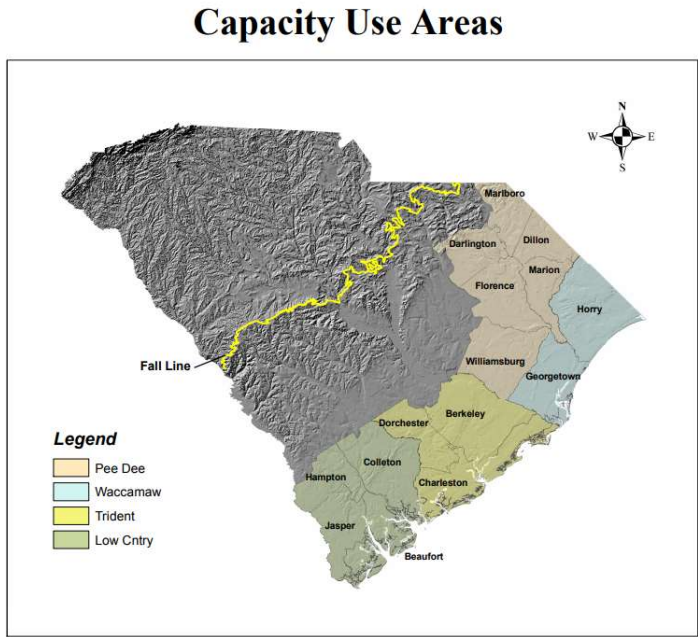 Capacity Use Areas
N
W E
S
Marlboro
Darlington
Dillon
Marion
Florence
Horry
Williamsburg
Georgetown
Fall Line
Berkeley
Dorchester
Legend
Pee Dee
Waccamaw
Trident
Low Cntry
Colleton
Hampton
Charleston
Jasper
Beaufort